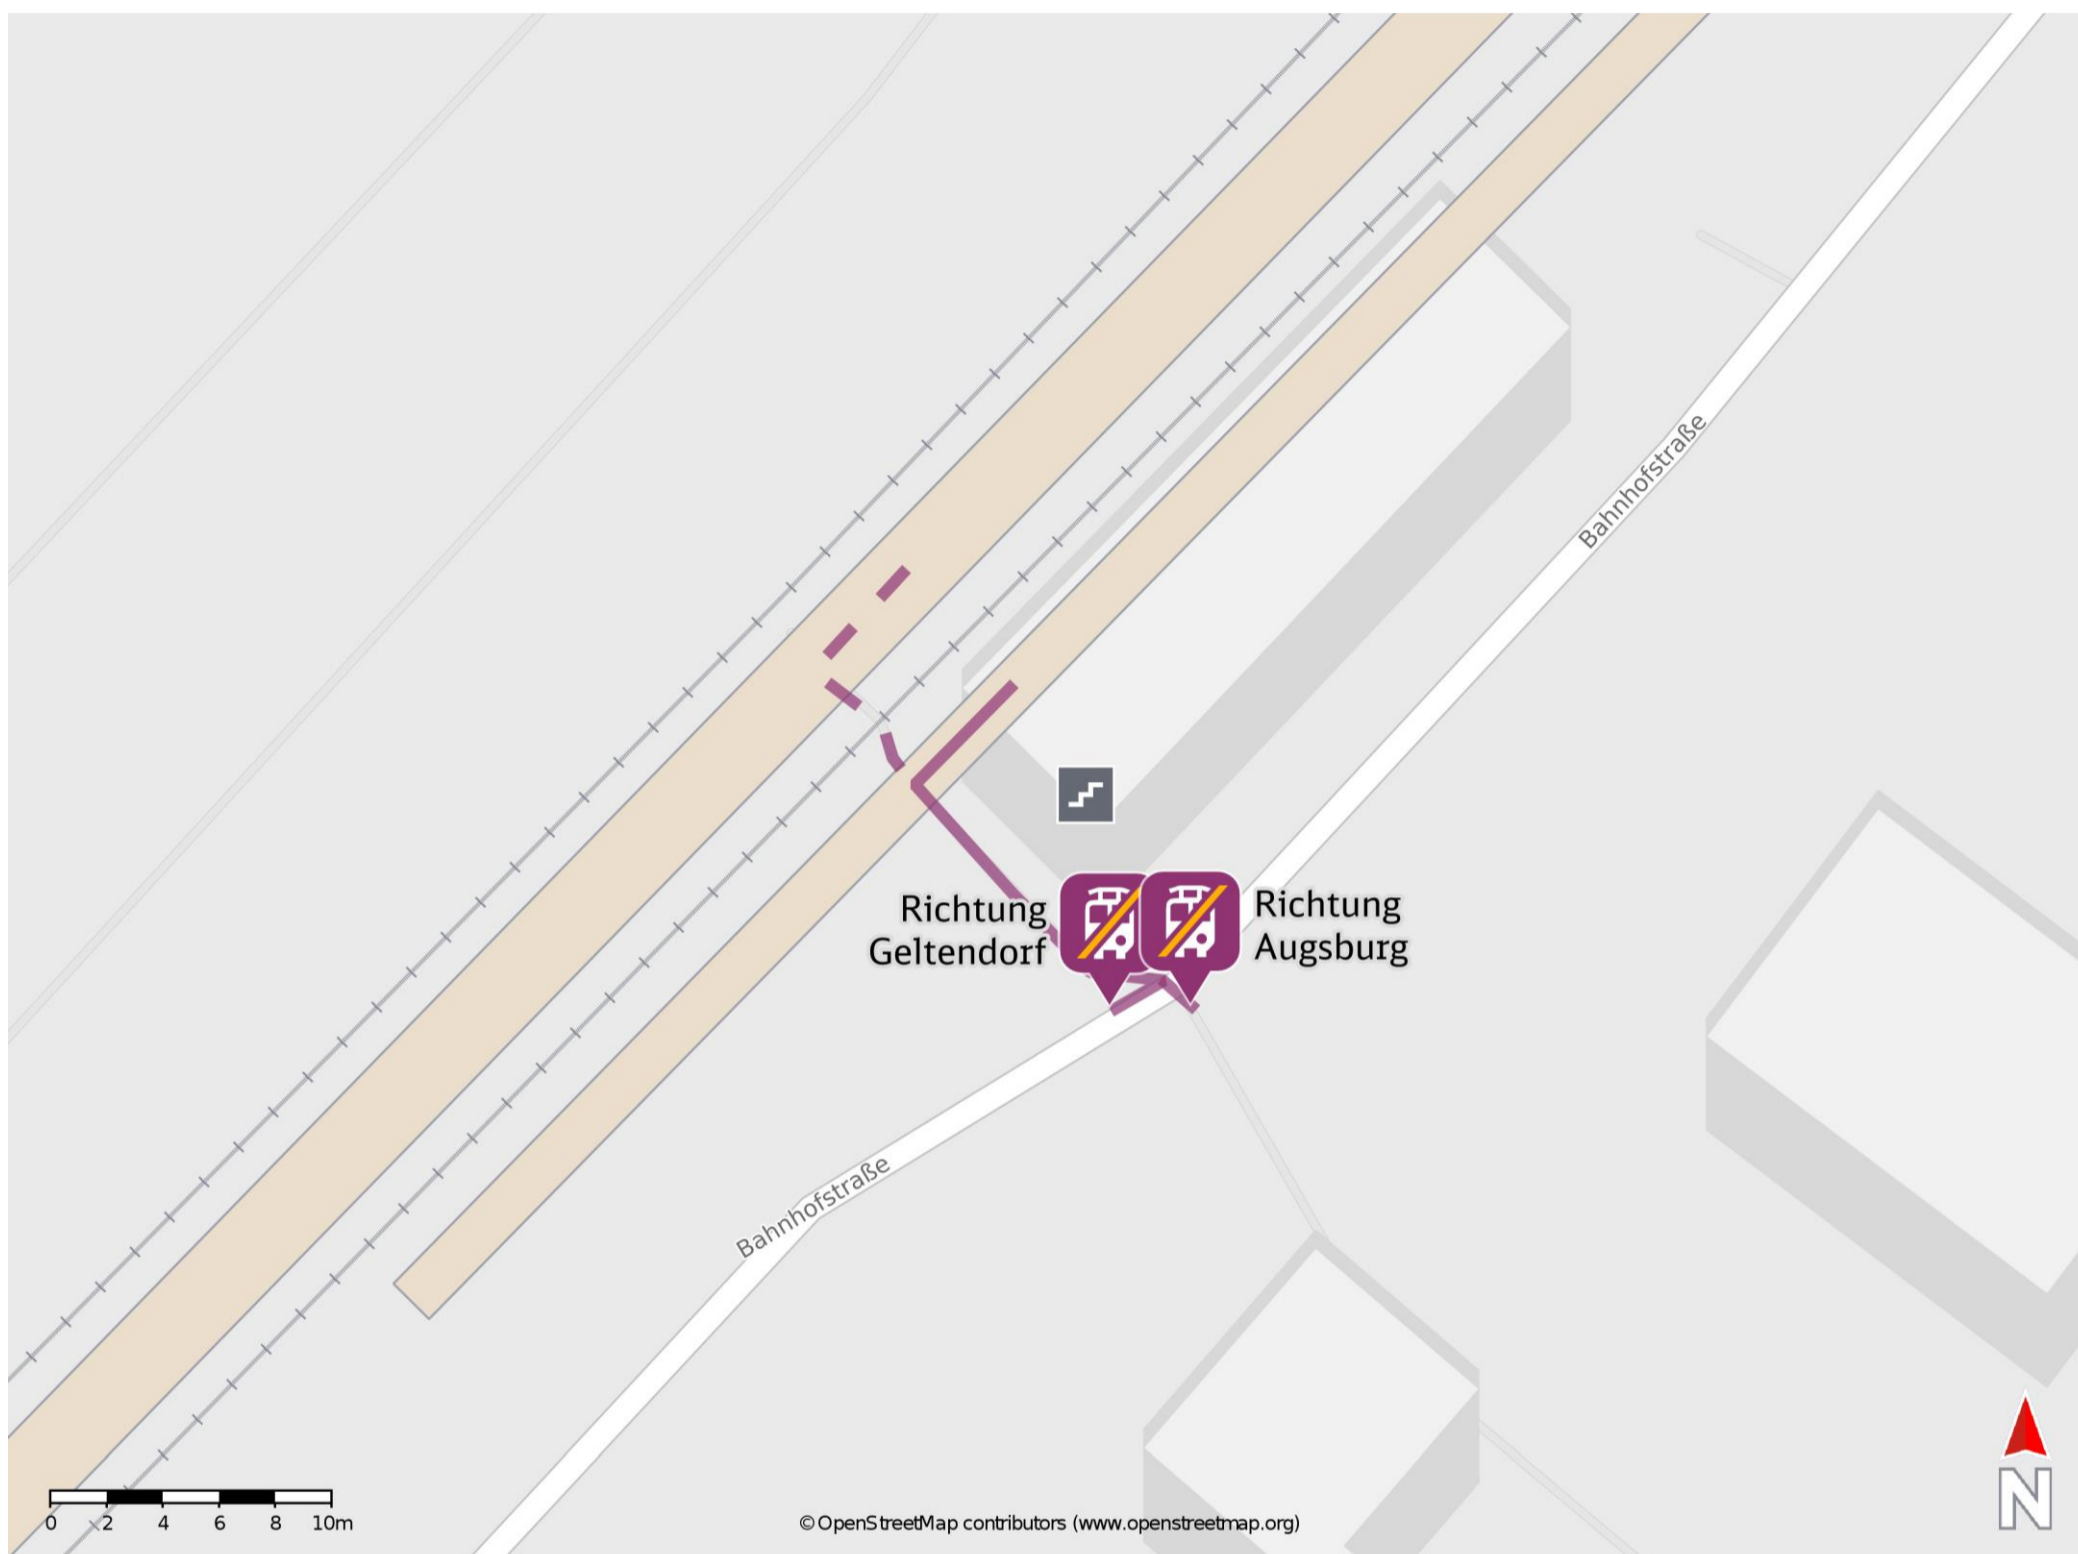 Bahnhofstraße
Richtung
Geltendorf
Richtung
Augsburg
Bahnhofstraße
0 2 4 6 8 10m
© OpenStreetMap contributors (www.openstreetmap.org)
N